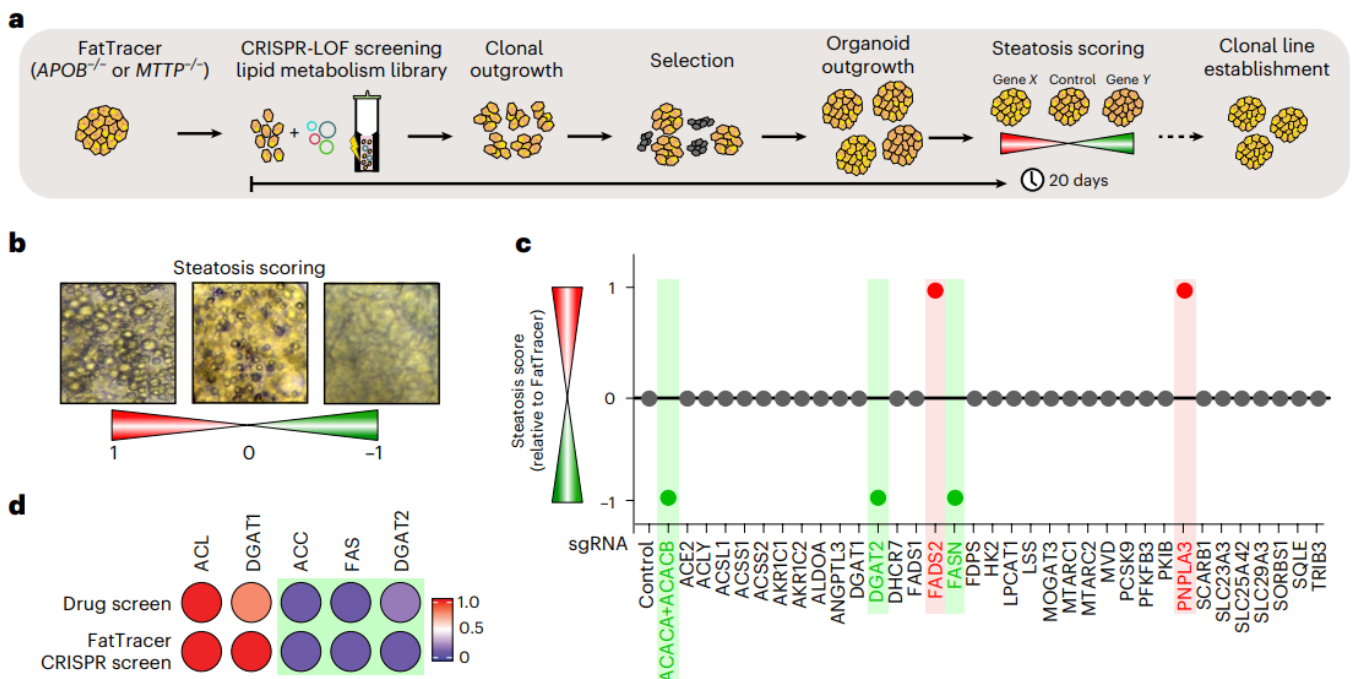 a
FatTracer
(APOB–/– or MTTP–/–)
CRISPR-LOF screening
lipid metabolism library
Clonal
outgrowth
Selection
Organoid
outgrowth
Steatosis scoring
Gene X Control Gene Y
Clonal line
establishment
+
20 days
b
Steatosis scoring
1 0 –1
c
Steatosis score
(relative to FatTracer)
1
0
–1
sgRNA
Control
ACACA+ACACB
ACE2
ACLY
ACSL1
ACSS1
ACSS2
AKR1C1
AKR1C2
ALDOA
ANGPTL3
DGAT1
DGAT2
DHCR7
FADS1
FADS2
FASN
FDPS
HK2
LPCAT1
LSS
MOGAT3
MTARC1
MTARC2
MVD
PCSK9
PFKFB3
PKIB
PNPLA3
SCARB1
SLC23A3
SLC25A42
SLC29A3
SORBS1
SQLE
TRIB3
d
ACL
DGAT1
ACC
FAS
DGAT2
Drug screen
FatTracer
CRISPR screen
1.0
0.5
0